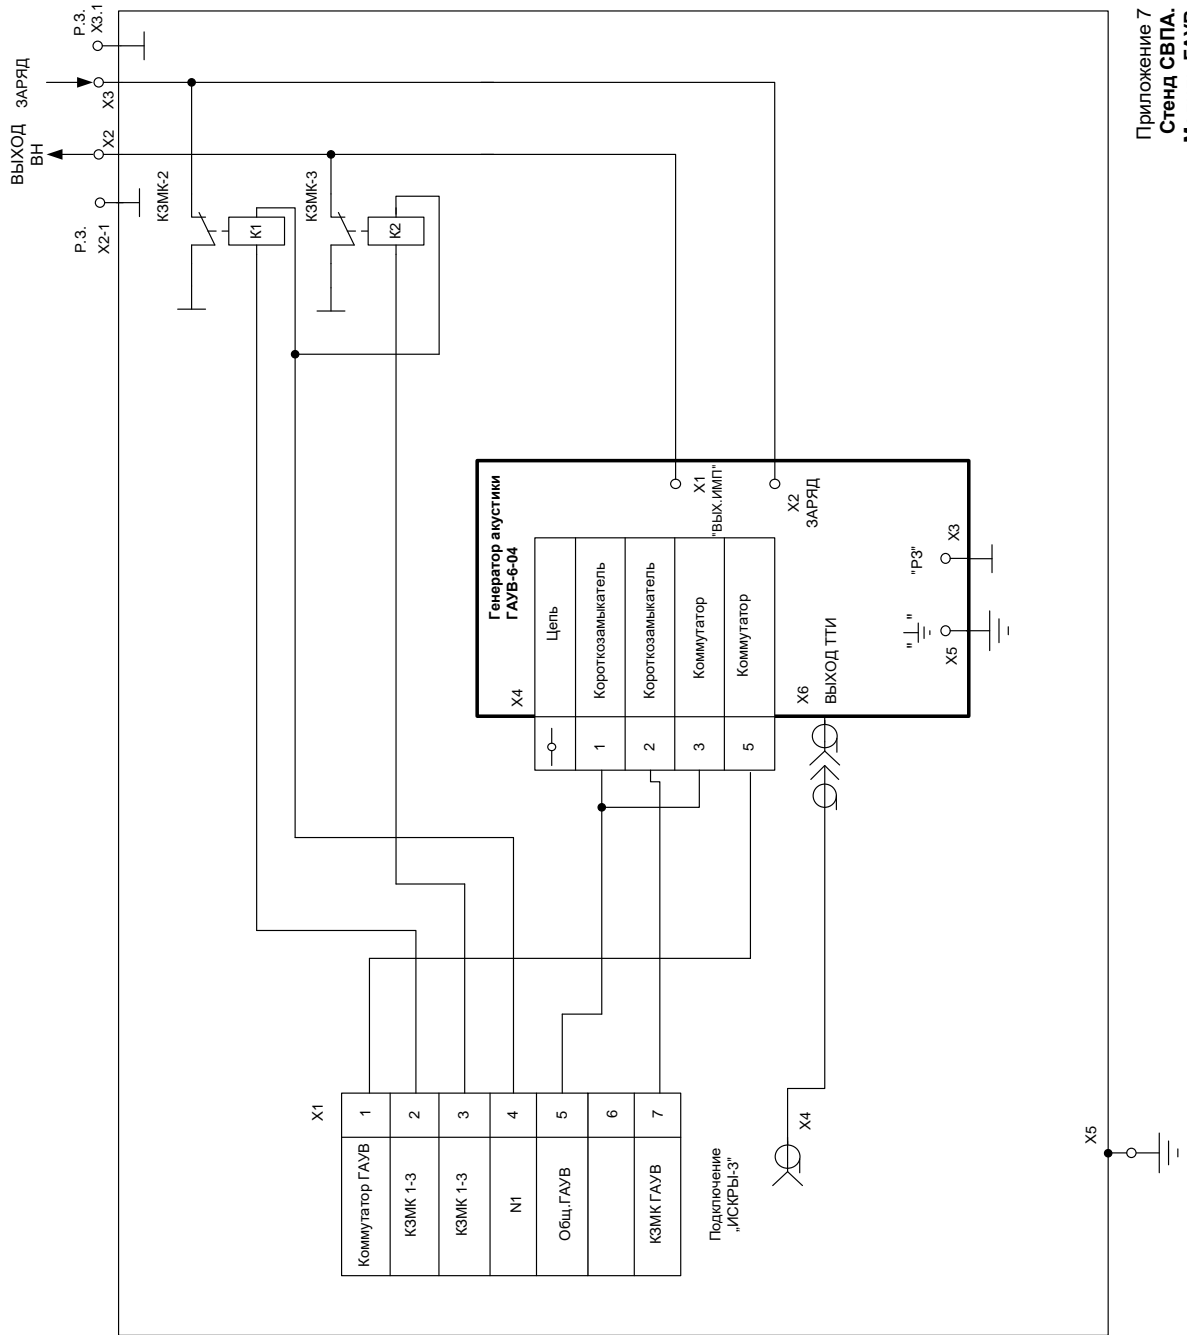 Приложение 7
Стенд СВПА.
Р.З.
Х3.1
Х3
ЗАРЯД
Х2
ВЫХОД
ВН
Р.З.
Х2-1
КЗМК-2
К1
КЗМК-3
К2
Генератор акустики
ГАУВ-6-04
Х4
Цепь
1 Короткозамыкатель
2 Короткозамыкатель
3 Коммутатор
5 Коммутатор
Х1
"ВЫХ.ИМП"
Х2
ЗАРЯД
Х6
ВЫХОД ТТИ
" "
Х5
"РЗ"
Х3
Х1
Коммутатор ГАУВ 1
КЗМК 1-3 2
КЗМК 1-3 3
N1 4
Общ.ГАУВ 5
6
КЗМК ГАУВ 7
Подключение
„ИСКРЫ-3"
Х4
Х5